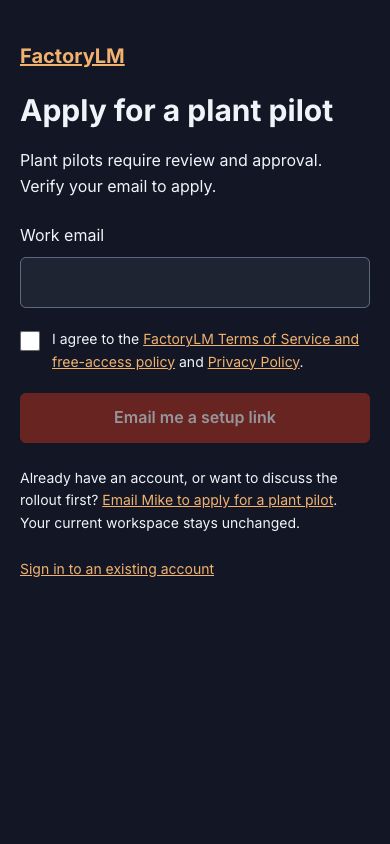 FactoryLM
Apply for a plant pilot
Plant pilots require review and approval.
Verify your email to apply.
Work email
I agree to the FactoryLM Terms of Service and
free-access policy and Privacy Policy.
Email me a setup link
Already have an account, or want to discuss the
rollout first? Email Mike to apply for a plant pilot.
Your current workspace stays unchanged.
Sign in to an existing account